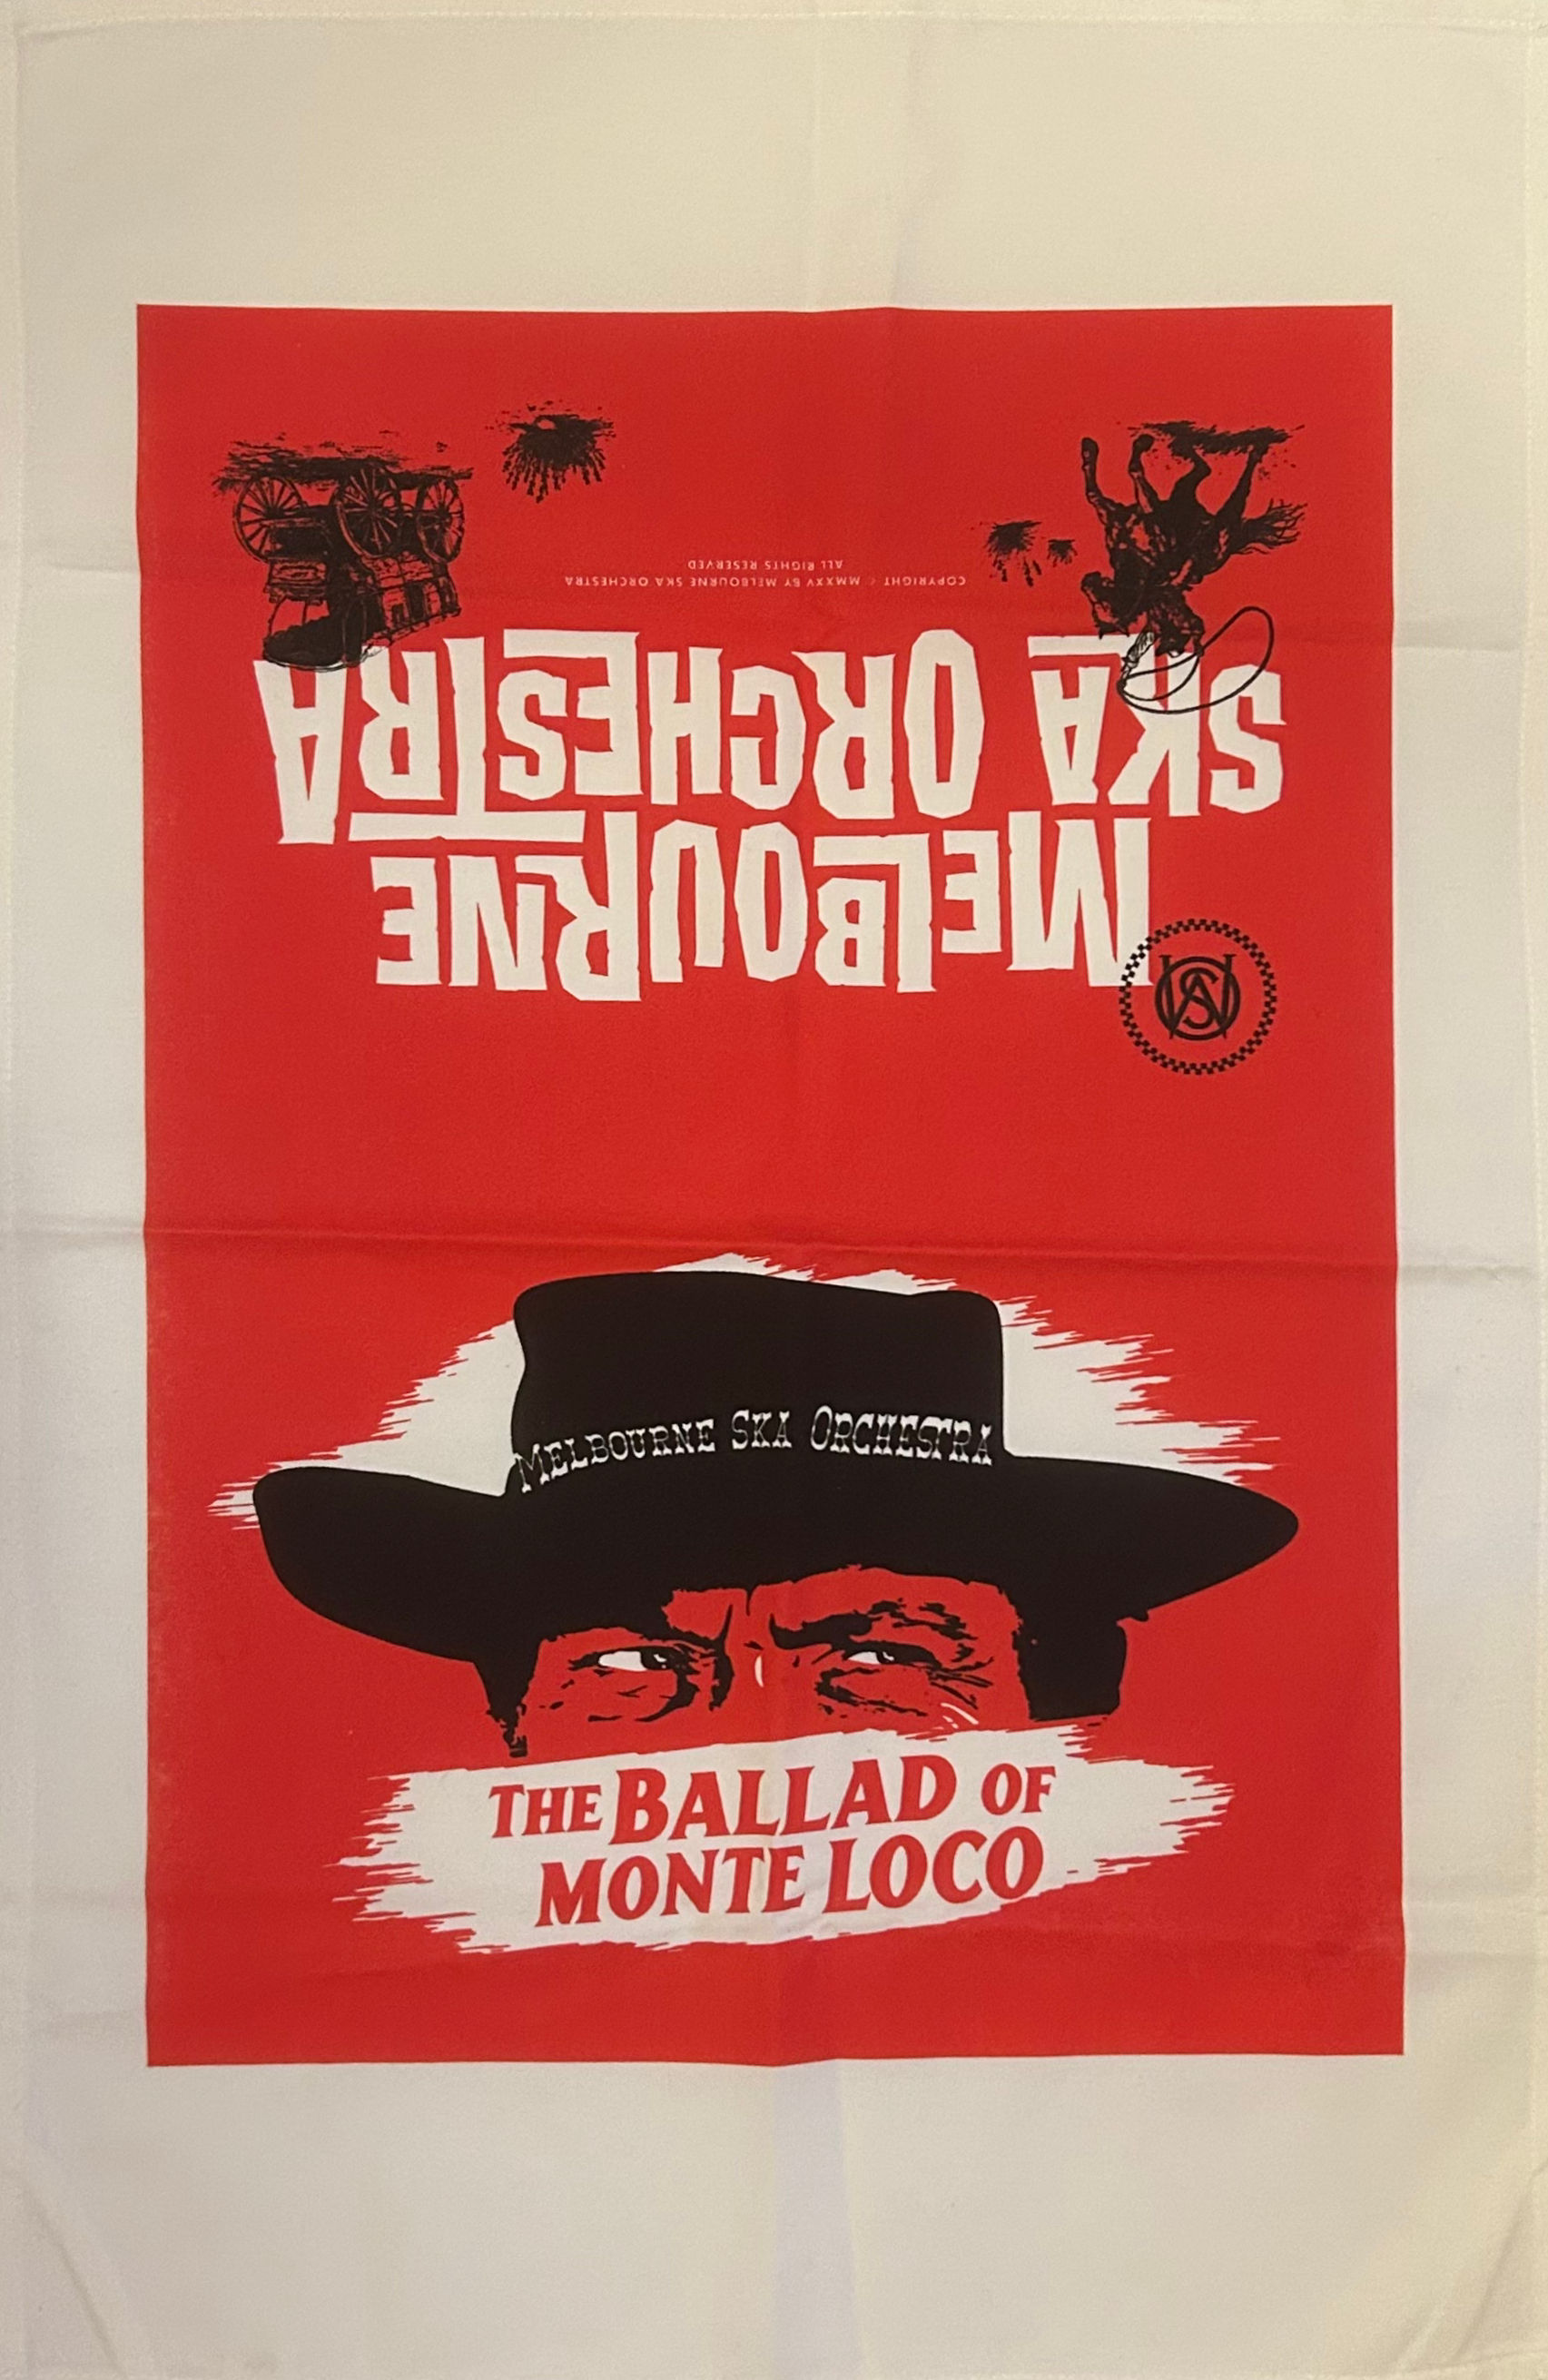 MELBOURNE
SKA ORCHESTRA
COPYRIGHT © MMXXV BY MELBOURNE SKA ORCHESTRA
ALL RIGHTS RESERVED
MELBOURNE SKA ORCHESTRA
THE BALLAD OF
MONTE LOCO